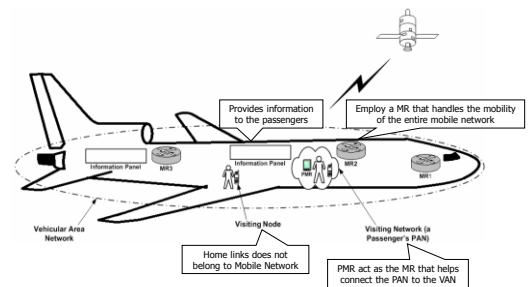 Provides information
to the passengers
Employ a MR that handles the mobility
of the entire mobile network
Information Panel
MR3
Information Panel
MR2
PMR
MR1
Vehicular Area
Network
Visiting Node
Visiting Network (a
Passenger's PAN)
Home links does not
belong to Mobile Network
PMR act as the MR that helps
connect the PAN to the VAN